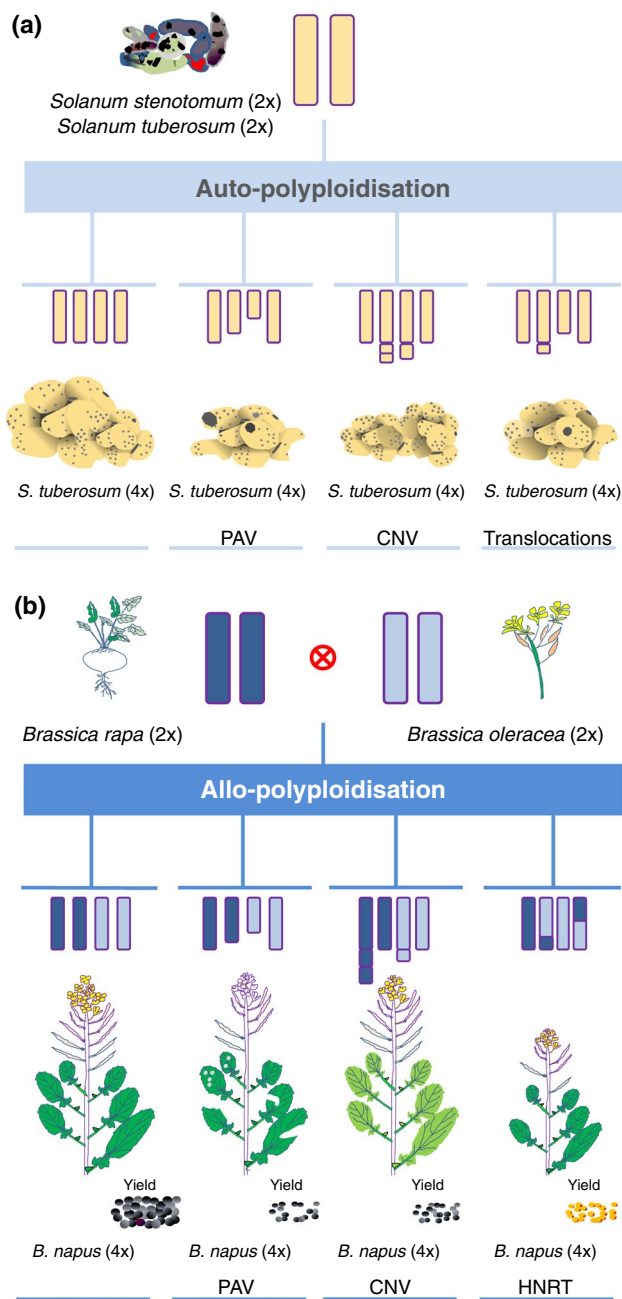 (a)
Solanum stenotomum (2x)
Solanum tuberosum (2x)
Auto-polyploidisation
S. tuberosum (4x) S. tuberosum (4x) S. tuberosum (4x) S. tuberosum (4x)
PAV CNV Translocations
(b)
Brassica rapa (2x) Brassica oleracea (2x)
Allo-polyploidisation
Yield Yield Yield Yield
B. napus (4x) B. napus (4x) B. napus (4x) B. napus (4x)
PAV CNV HNRT